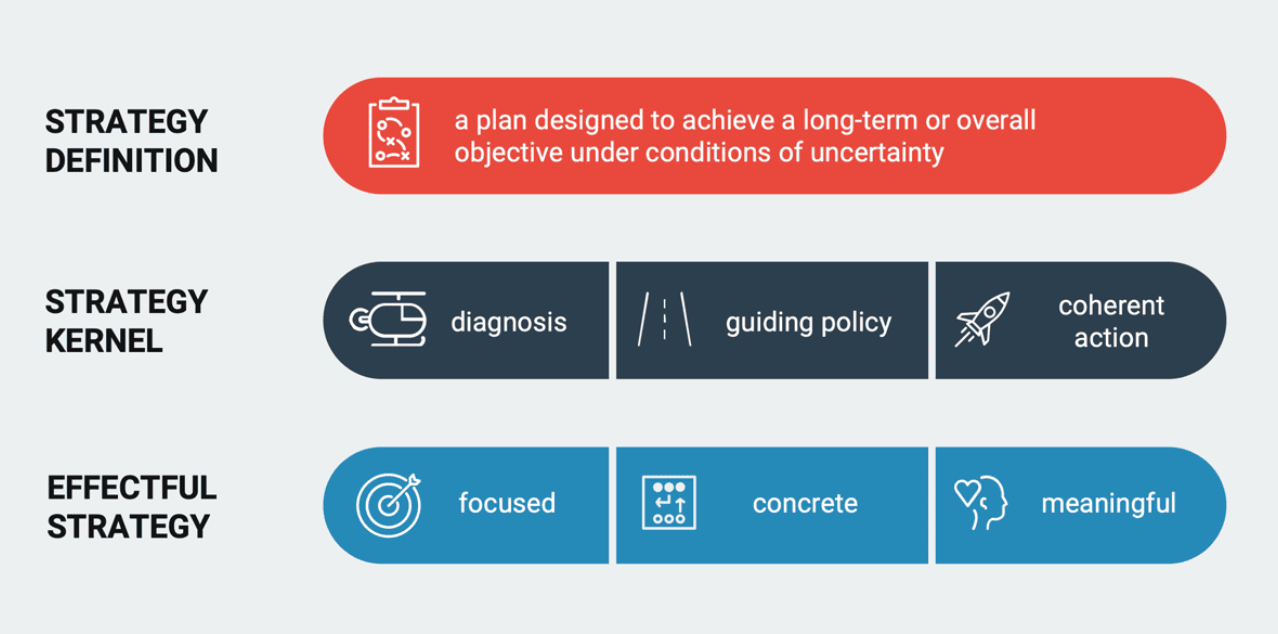 STRATEGY
DEFINITION
a plan designed to achieve a long-term or overall
objective under conditions of uncertainty
STRATEGY
KERNEL
diagnosis
guiding policy
coherent
action
EFFECTFUL
STRATEGY
focused
concrete
meaningful